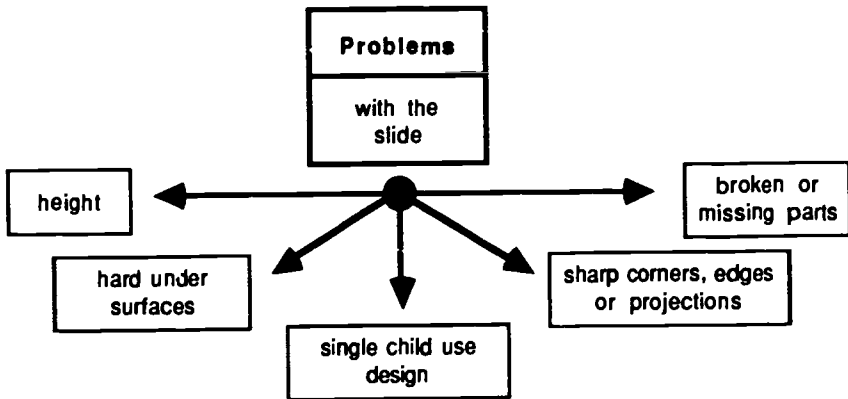 Problems
with the
slide
height
broken or
missing parts
hard under
surfaces
sharp corners, edges
or projections
single child use
design